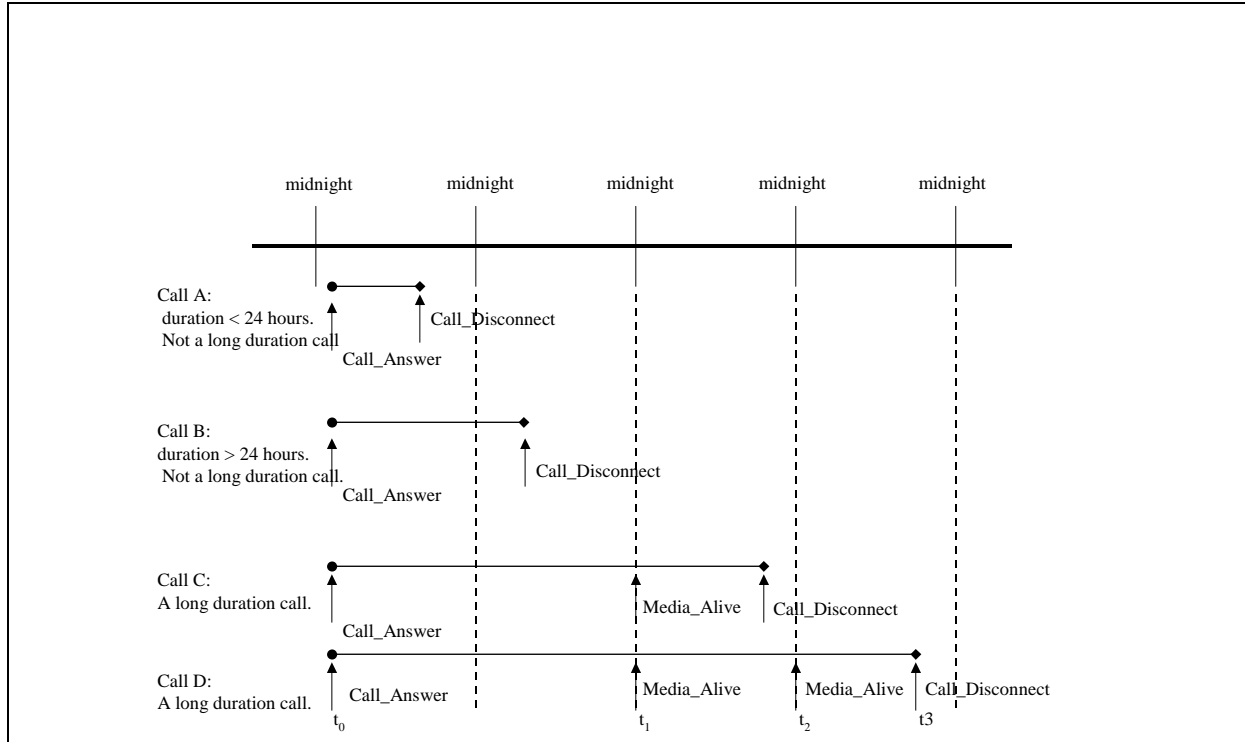 midnight midnight midnight midnight midnight
Call A:
duration < 24 hours.
Not a long duration call
Call_Disconnect
Call_Answer
Call B:
duration > 24 hours.
Not a long duration call.
Call_Disconnect
Call_Answer
Call C:
A long duration call.
Media_Alive
Call_Disconnect
Call_Answer
Call D:
A long duration call.
Call_Answer
Media_Alive
Media_Alive
Call_Disconnect
t0 t1 t2 t3